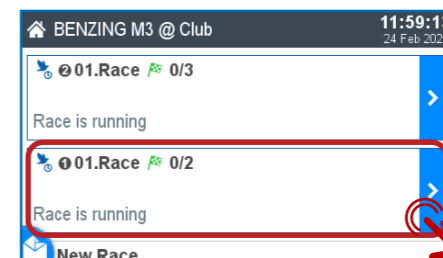 BENZING M3 @ Club
11:59:1
24 Feb 202
❷01.Race 0/3
Race is running
❶01.Race 0/2
Race is running
New Race